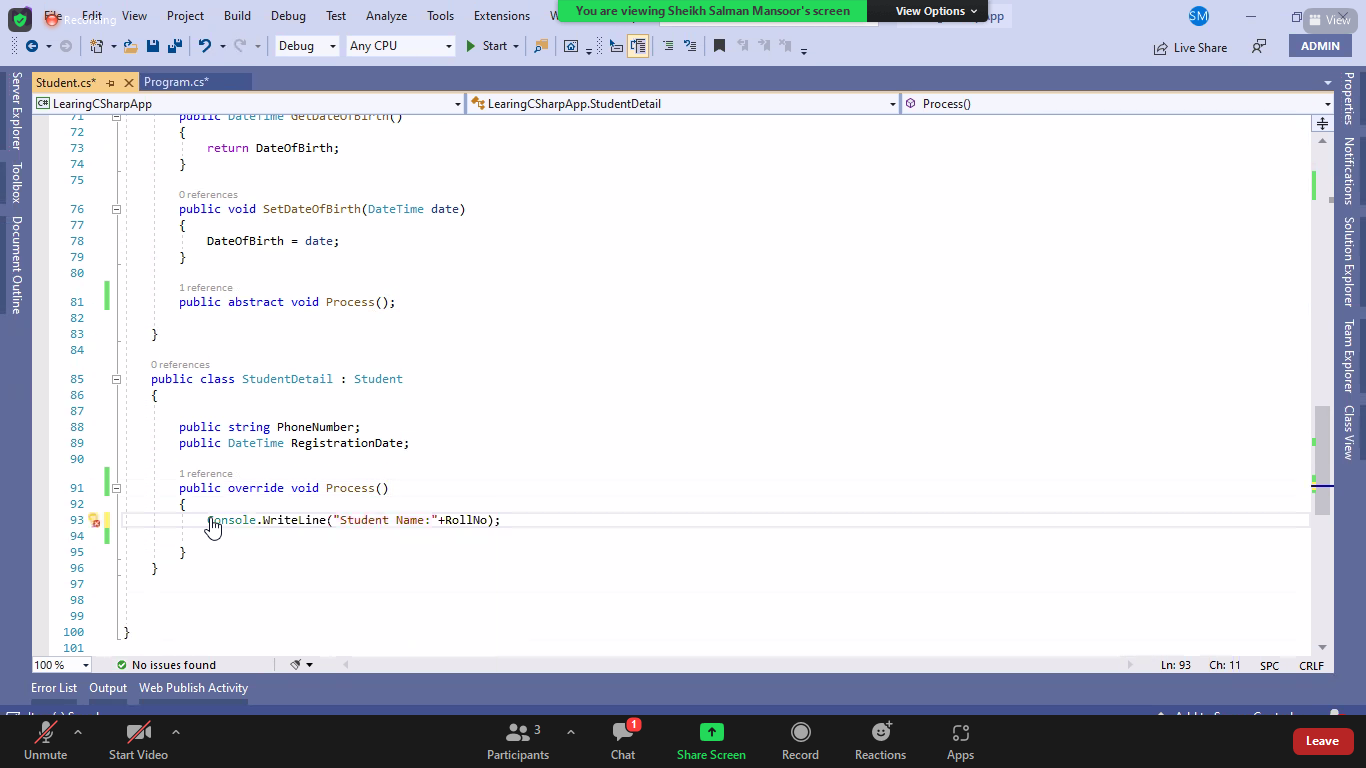 File Edit View Project Build Debug Test Analyze Tools Extensions
Recording
You are viewing Sheikh Salman Mansoor's screen
View Options
SM
View
Debug
Any CPU
Start
Live Share
ADMIN
Student.cs*
Program.cs*
LearingCSharpApp
LearingCSharpApp.StudentDetail
Process()
Server Explorer
Toolbox
Document Outline
Properties
Notifications
Solution Explorer
Team Explorer
Class View
71 public DateTime GetDateOfBirth()
72 {
73 return DateOfBirth;
74 }
75
0 references
76 public void SetDateOfBirth(DateTime date)
77 {
78 DateOfBirth = date;
79 }
80
1 reference
81 public abstract void Process();
82
83 }
84
0 references
85 public class StudentDetail : Student
86 {
87
88 public string PhoneNumber;
89 public DateTime RegistrationDate;
90
1 reference
91 public override void Process()
92 {
93 Console.WriteLine("Student Name:"+RollNo);
94
95 }
96 }
97
98
99
100 }
101
100 %
No issues found
Ln: 93
Ch: 11
SPC
CRLF
Error List
Output
Web Publish Activity
Unmute
Start Video
3
Participants
1
Chat
Share Screen
Record
Reactions
Apps
Leave